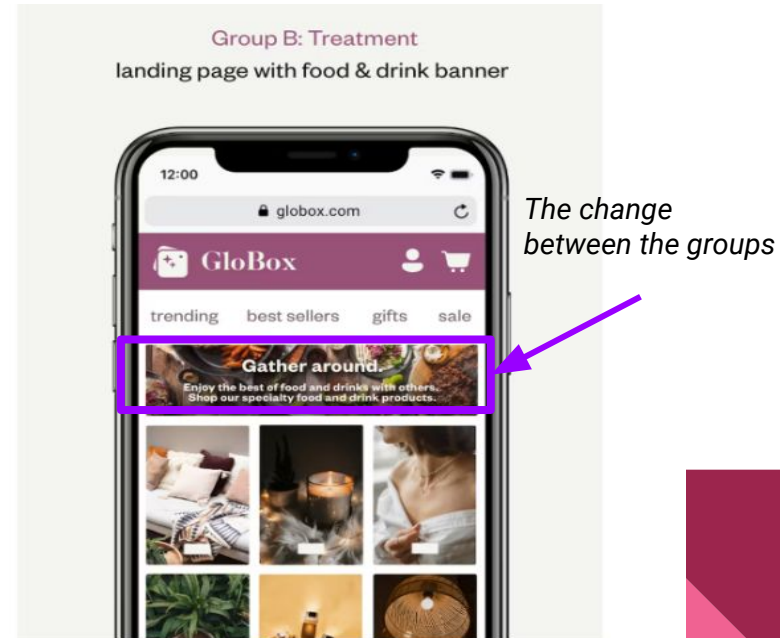 Group B: Treatment
landing page with food & drink banner
12:00
globox.com
GloBox
trending best sellers gifts sale
Gather around.
Enjoy the best of food and drinks with others.
Shop our specialty food and drink products.
The change
between the groups